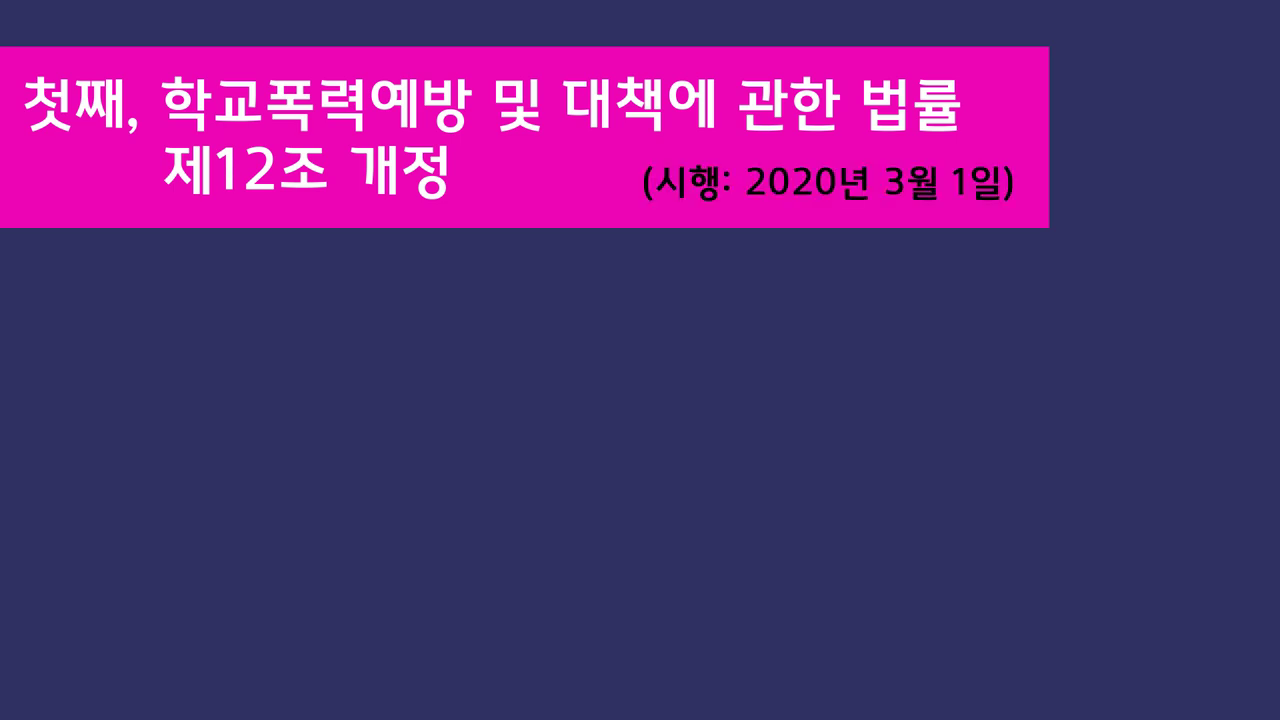 첫째, 학교폭력예방 및 대책에 관한 법률
제12조 개정 (시행: 2020년 3월 1일)